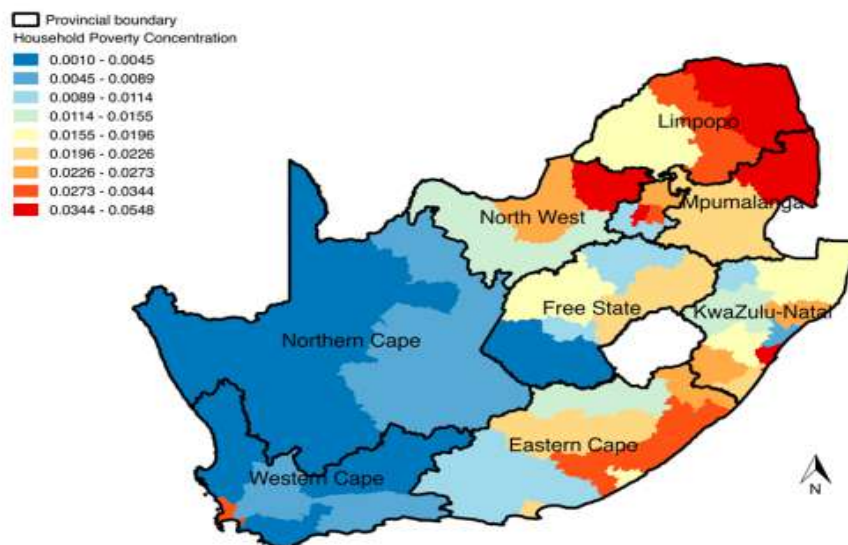 Provincial boundary
Household Poverty Concentration
0.0010 - 0.0045
0.0045 - 0.0089
0.0089 - 0.0114
0.0114 - 0.0155
0.0155 - 0.0196
0.0196 - 0.0226
0.0226 - 0.0273
0.0273 - 0.0344
0.0344 - 0.0548
Limpopo
Mpumalanga
North West
Free State
KwaZulu-Natal
Northern Cape
Eastern Cape
Western Cape
N